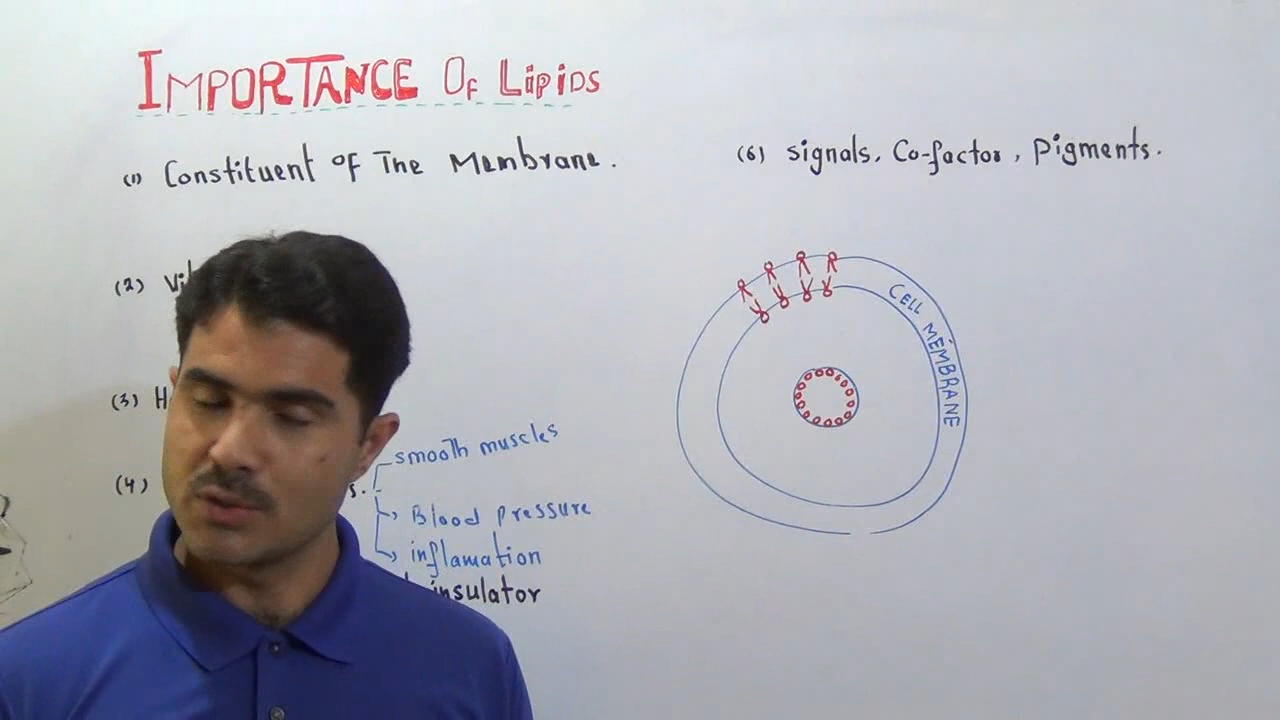 IMPORTANCE OF LIPIDS
(1) Constituent of The Membrane.
(2)
(3)
(4)
smooth muscles
Blood pressure
inflamation
insulator
(6) signals, Co-factor, pigments.
CELL MEMBRANE